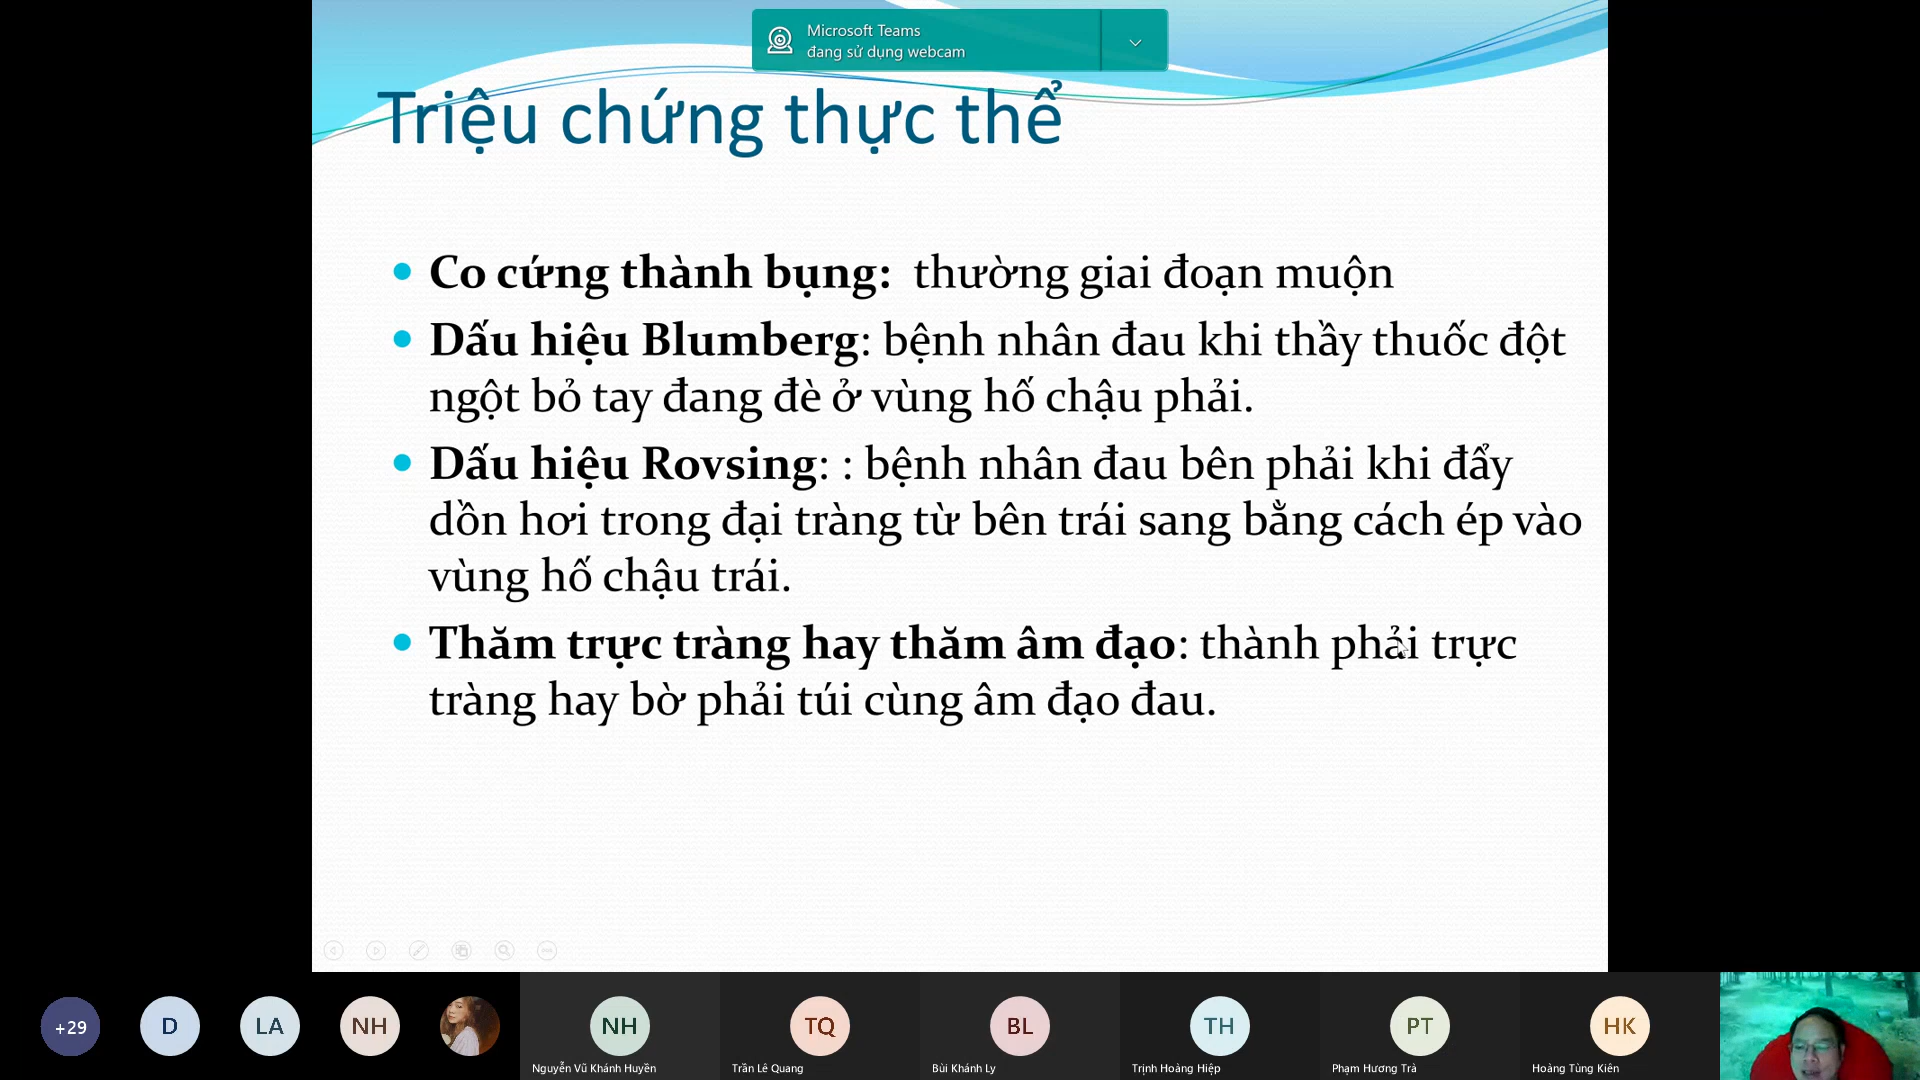 Microsoft Teams
đang sử dụng webcam
Triệu chứng thực thể
Co cứng thành bụng: thường giai đoạn muộn
Dấu hiệu Blumberg: bệnh nhân đau khi thầy thuốc đột
ngột bỏ tay đang đè ở vùng hố chậu phải.
Dấu hiệu Rovsing: : bệnh nhân đau bên phải khi đẩy
dồn hơi trong đại tràng từ bên trái sang bằng cách ép vào
vùng hố chậu trái.
Thăm trực tràng hay thăm âm đạo: thành phải trực
tràng hay bờ phải túi cùng âm đạo đau.
+29
D
LA
NH
NH
TQ
BL
TH
PT
HK
Nguyễn Vũ Khánh Huyền
Trần Lê Quang
Bùi Khánh Ly
Trịnh Hoàng Hiệp
Phạm Hương Trà
Hoàng Tùng Kiên